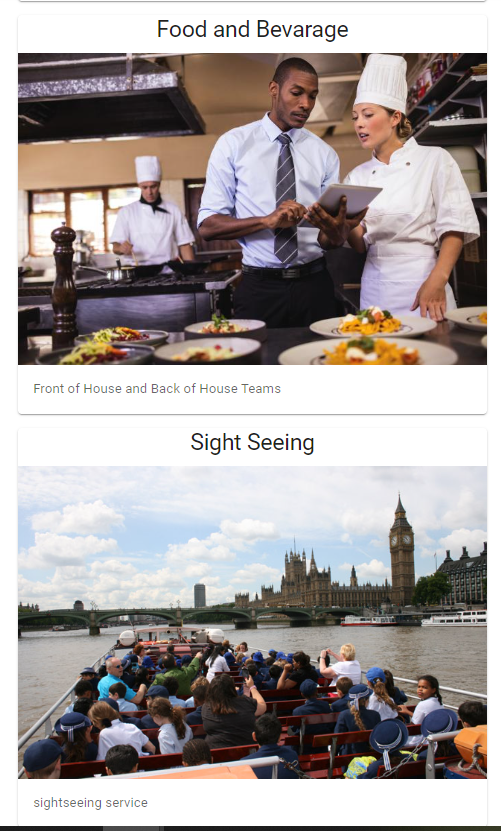 Food and Bevarage
Front of House and Back of House Teams
Sight Seeing
sightseeing service